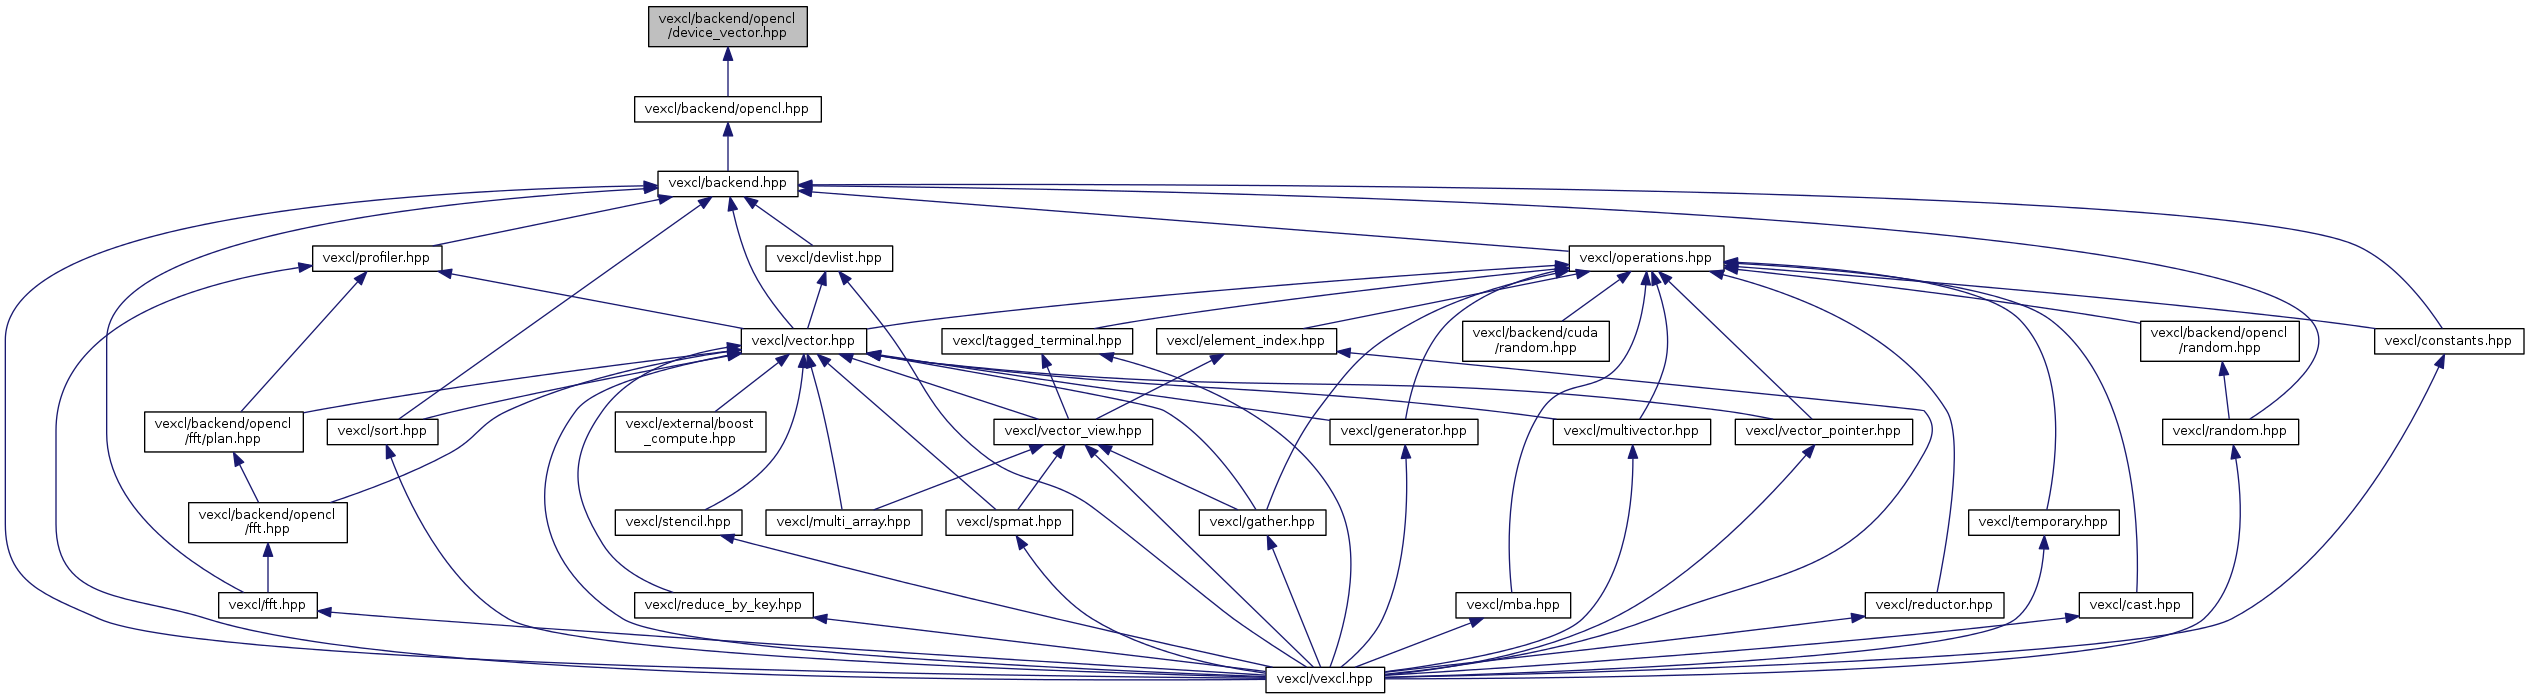 vexcl/backend/opencl
/device_vector.hpp
vexcl/backend/opencl.hpp
vexcl/backend.hpp
vexcl/profiler.hpp
vexcl/devlist.hpp
vexcl/operations.hpp
vexcl/vector.hpp
vexcl/tagged_terminal.hpp
vexcl/element_index.hpp
vexcl/backend/cuda
/random.hpp
vexcl/backend/opencl
/random.hpp
vexcl/constants.hpp
vexcl/backend/opencl
/fft/plan.hpp
vexcl/sort.hpp
vexcl/external/boost
_compute.hpp
vexcl/vector_view.hpp
vexcl/generator.hpp
vexcl/multivector.hpp
vexcl/vector_pointer.hpp
vexcl/random.hpp
vexcl/backend/opencl
/fft.hpp
vexcl/stencil.hpp
vexcl/multi_array.hpp
vexcl/spmat.hpp
vexcl/gather.hpp
vexcl/temporary.hpp
vexcl/fft.hpp
vexcl/reduce_by_key.hpp
vexcl/mba.hpp
vexcl/reductor.hpp
vexcl/cast.hpp
vexcl/vexcl.hpp